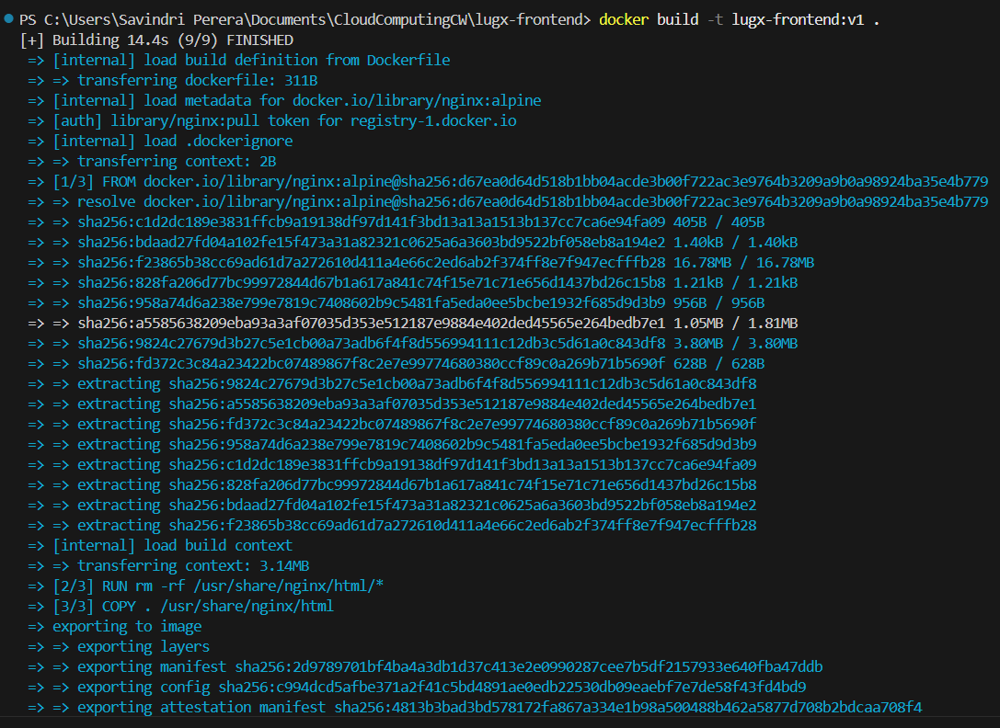 PS C:\Users\Savindri Perera\Documents\CloudComputingCW\lugx-frontend> docker build -t lugx-frontend:v1 .
[+] Building 14.4s (9/9) FINISHED
=> [internal] load build definition from Dockerfile
=> => transferring dockerfile: 311B
=> [internal] load metadata for docker.io/library/nginx:alpine
=> [auth] library/nginx:pull token for registry-1.docker.io
=> [internal] load .dockerignore
=> => transferring context: 2B
=> [1/3] FROM docker.io/library/nginx:alpine@sha256:d67ea0d64d518b1bb04acde3b00f722ac3e9764b3209a9b0a98924ba35e4b779
=> => resolve docker.io/library/nginx:alpine@sha256:d67ea0d64d518b1bb04acde3b00f722ac3e9764b3209a9b0a98924ba35e4b779
=> => sha256:c1d2dc189e3831ffcb9a19138df97d141f3bd13a13a1513b137cc7ca6e94fa09 405B / 405B
=> => sha256:bdaad27fd04a102fe15f473a31a82321c0625a6a3603bd9522bf058eb8a194e2 1.40kB / 1.40kB
=> => sha256:f23865b38cc69ad61d7a272610d411a4e66c2ed6ab2f374ff8e7f947ecfffb28 16.78MB / 16.78MB
=> => sha256:828fa206d77bc99972844d67b1a617a841c74f15e71c71e656d1437bd26c15b8 1.21kB / 1.21kB
=> => sha256:958a74d6a238e799e7819c7408602b9c5481fa5eda0ee5bcbe1932f685d9d3b9 956B / 956B
=> => sha256:a5585638209eba93a3af07035d353e512187e9884e402ded45565e264bedb7e1 1.05MB / 1.81MB
=> => sha256:9824c27679d3b27c5e1cb00a73adb6f4f8d556994111c12db3c5d61a0c843df8 3.80MB / 3.80MB
=> => sha256:fd372c3c84a23422bc07489867f8c2e7e99774680380ccf89c0a269b71b5690f 628B / 628B
=> => extracting sha256:9824c27679d3b27c5e1cb00a73adb6f4f8d556994111c12db3c5d61a0c843df8
=> => extracting sha256:a5585638209eba93a3af07035d353e512187e9884e402ded45565e264bedb7e1
=> => extracting sha256:fd372c3c84a23422bc07489867f8c2e7e99774680380ccf89c0a269b71b5690f
=> => extracting sha256:958a74d6a238e799e7819c7408602b9c5481fa5eda0ee5bcbe1932f685d9d3b9
=> => extracting sha256:c1d2dc189e3831ffcb9a19138df97d141f3bd13a13a1513b137cc7ca6e94fa09
=> => extracting sha256:828fa206d77bc99972844d67b1a617a841c74f15e71c71e656d1437bd26c15b8
=> => extracting sha256:bdaad27fd04a102fe15f473a31a82321c0625a6a3603bd9522bf058eb8a194e2
=> => extracting sha256:f23865b38cc69ad61d7a272610d411a4e66c2ed6ab2f374ff8e7f947ecfffb28
=> [internal] load build context
=> => transferring context: 3.14MB
=> [2/3] RUN rm -rf /usr/share/nginx/html/*
=> [3/3] COPY . /usr/share/nginx/html
=> exporting to image
=> => exporting layers
=> => exporting manifest sha256:2d9789701bf4ba4a3db1d37c413e2e0990287cee7b5df2157933e640fba47ddb
=> => exporting config sha256:c994dcd5afbe371a2f41c5bd4891ae0edb22530db09eaebf7e7de58f43fd4bd9
=> => exporting attestation manifest sha256:4813b3bad3bd578172fa867a334e1b98a500488b462a5877d708b2bdcaa708f4